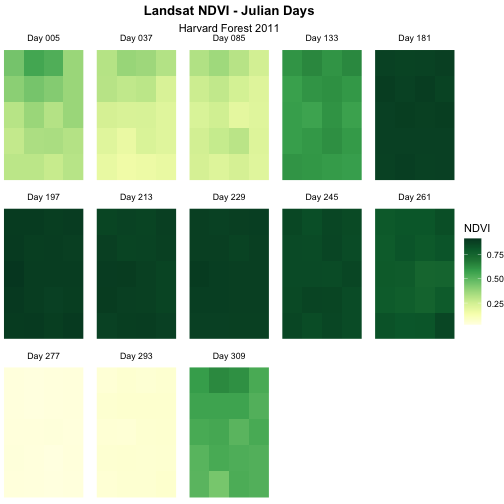 Landsat NDVI - Julian Days
Harvard Forest 2011
Day 005 Day 037 Day 085 Day 133 Day 181
Day 197 Day 213 Day 229 Day 245 Day 261
NDVI
0.75
0.50
0.25
Day 277 Day 293 Day 309